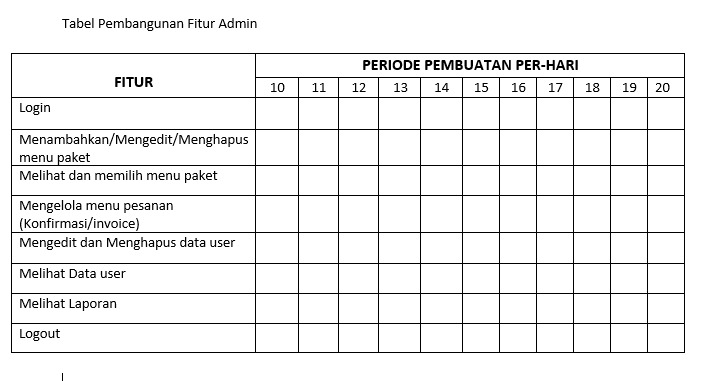 Tabel Pembangunan Fitur Admin
FITUR
PERIODE PEMBUATAN PER-HARI
10 11 12 13 14 15 16 17 18 19 20
Login
Menambahkan/Mengedit/Menghapus
menu paket
Melihat dan memilih menu paket
Mengelola menu pesanan
(Konfirmasi/invoice)
Mengedit dan Menghapus data user
Melihat Data user
Melihat Laporan
Logout